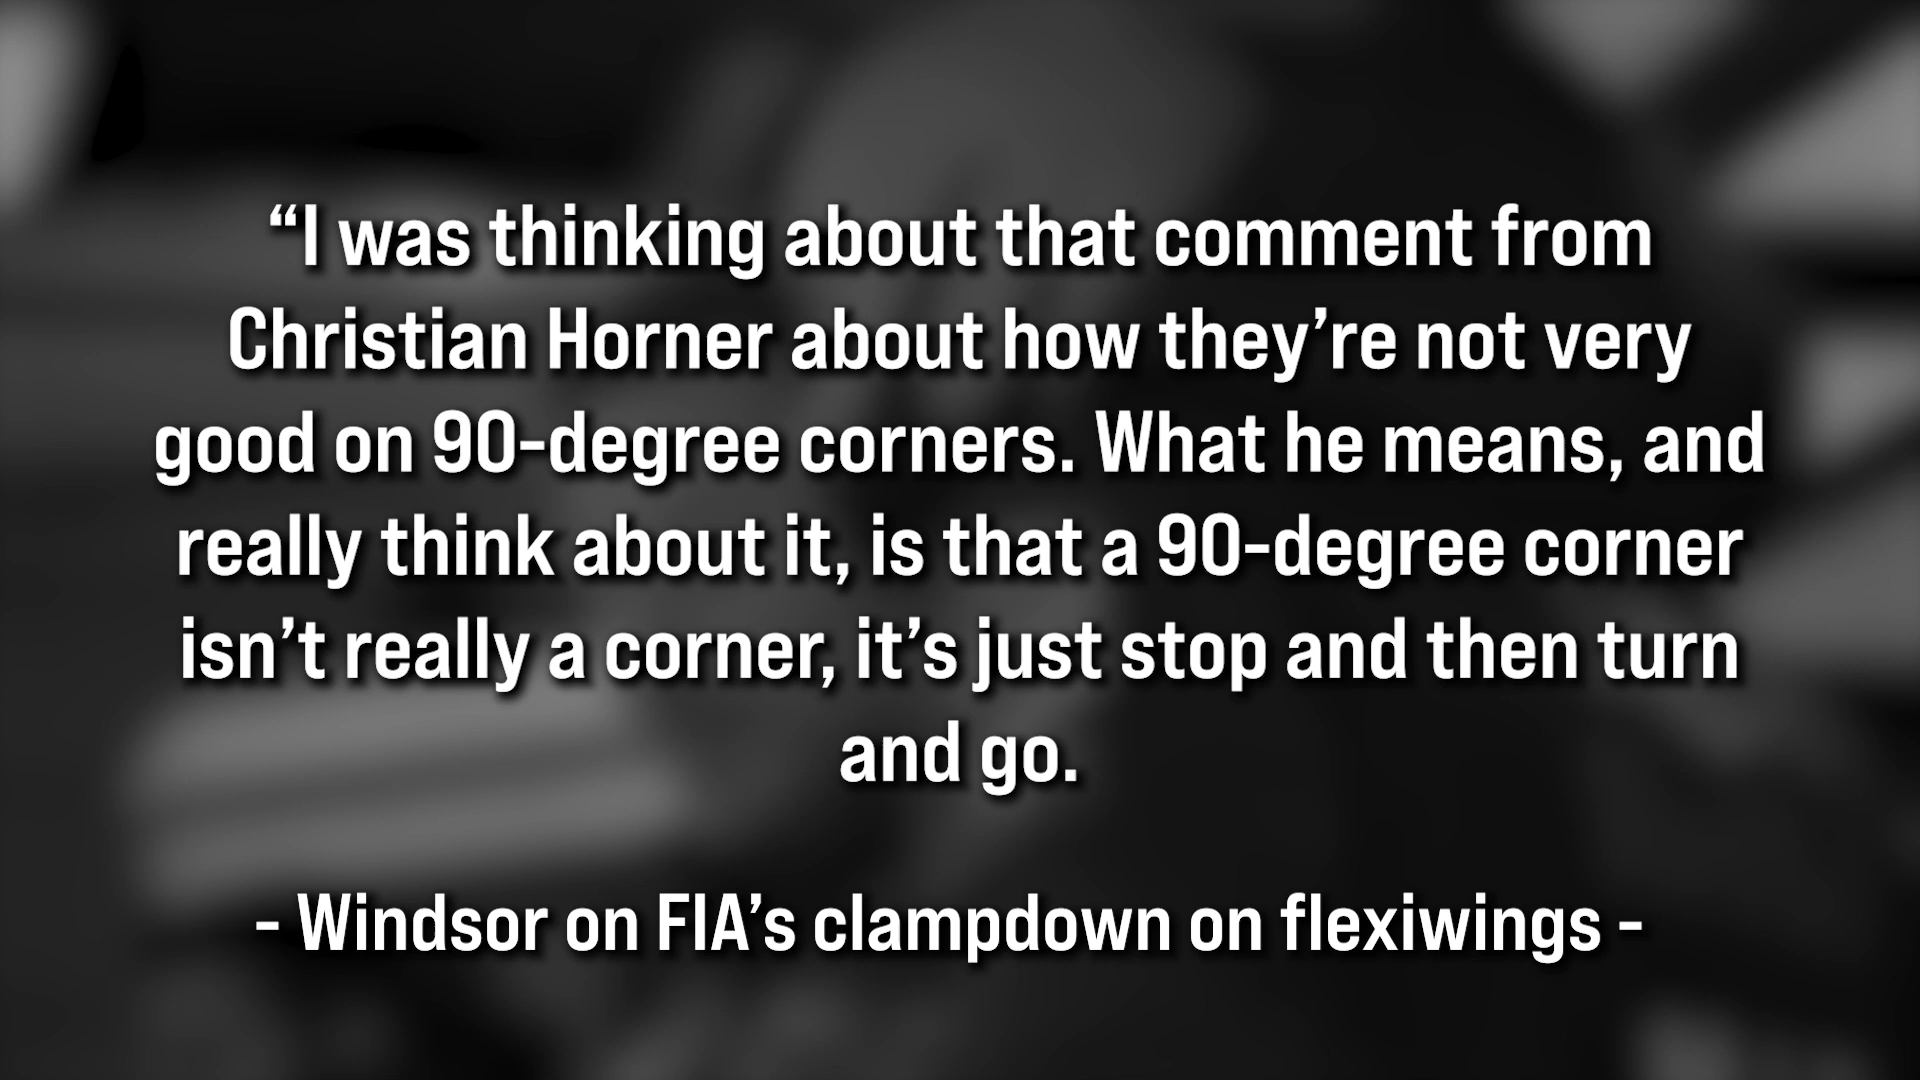 “I was thinking about that comment from
Christian Horner about how they’re not very
good on 90-degree corners. What he means, and
really think about it, is that a 90-degree corner
isn’t really a corner, it’s just stop and then turn
and go.
- Windsor on FIA’s clampdown on flexiwings -